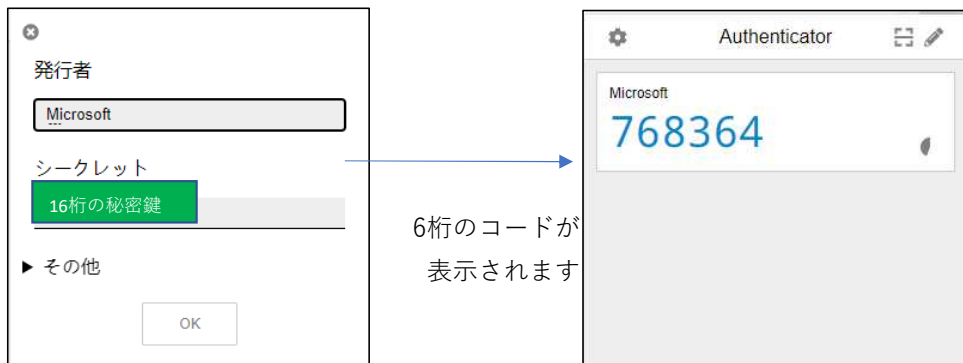 発行者
Microsoft
シークレット
16桁の秘密鍵
▶ その他
OK
6桁のコードが
表示されます
Authenticator
Microsoft
768364